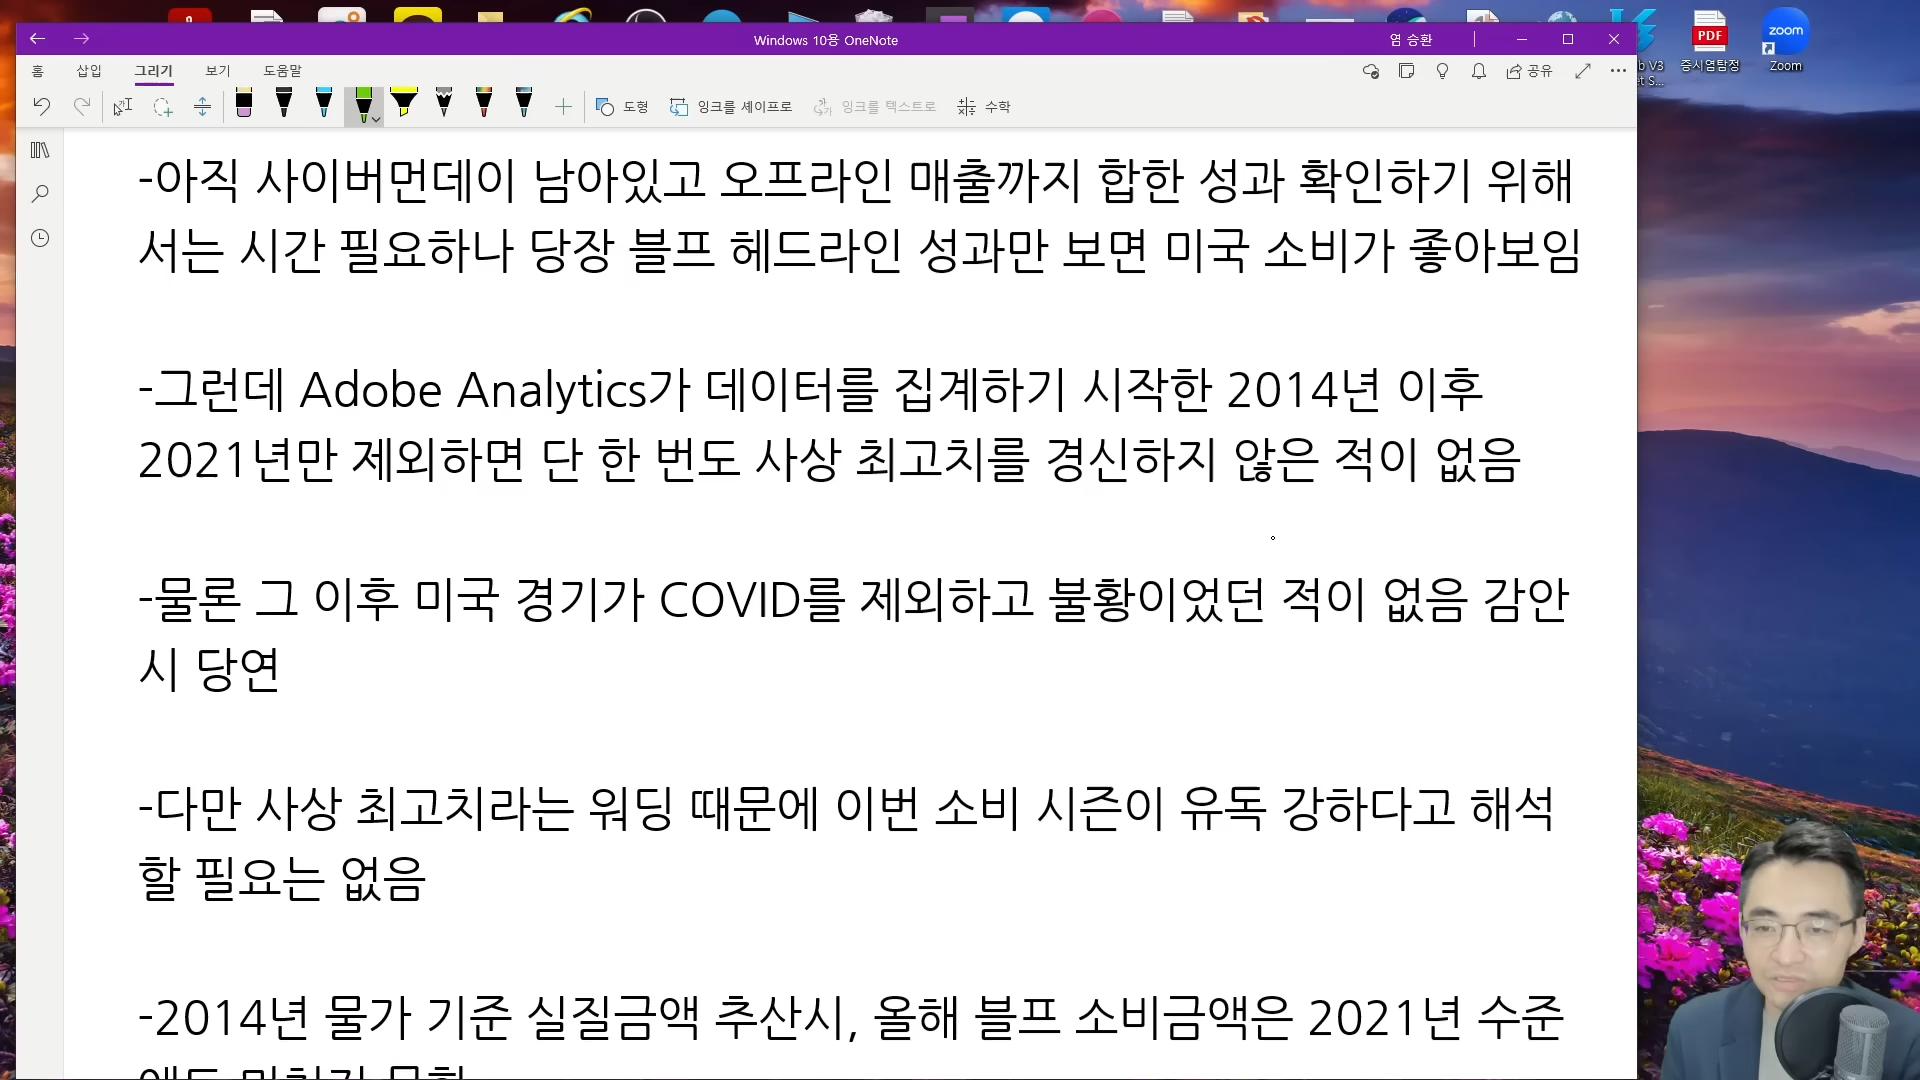 Windows 10용 OneNote
염 승환
홈 삽입 그리기 보기 도움말
공유
도형 잉크를 셰이프로 잉크를 텍스트로 수학
PDF
증시염탐정
zoom
Zoom
b V3
et S...
-아직 사이버먼데이 남아있고 오프라인 매출까지 합한 성과 확인하기 위해
서는 시간 필요하나 당장 블프 헤드라인 성과만 보면 미국 소비가 좋아보임
-그런데 Adobe Analytics가 데이터를 집계하기 시작한 2014년 이후
2021년만 제외하면 단 한 번도 사상 최고치를 경신하지 않은 적이 없음
-물론 그 이후 미국 경기가 COVID를 제외하고 불황이었던 적이 없음 감안
시 당연
-다만 사상 최고치라는 워딩 때문에 이번 소비 시즌이 유독 강하다고 해석
할 필요는 없음
-2014년 물가 기준 실질금액 추산시, 올해 블프 소비금액은 2021년 수준